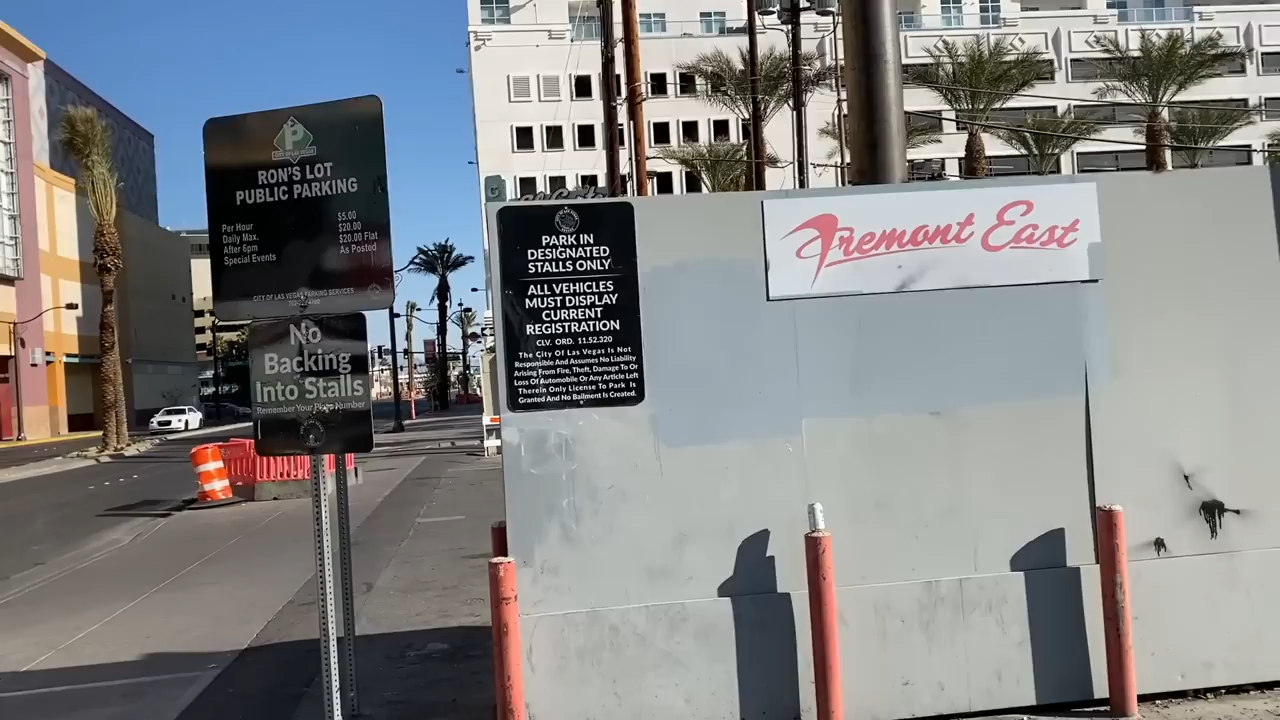 P
CITY OF LAS VEGAS
RON'S LOT
PUBLIC PARKING
Per Hour $5.00
Daily Max. $20.00
After 6pm $20.00 Flat
Special Events As Posted
CITY OF LAS VEGAS PARKING SERVICES
No
Backing
Into Stalls
Remember Your Plate Number
PARK IN
DESIGNATED
STALLS ONLY
ALL VEHICLES
MUST DISPLAY
CURRENT
REGISTRATION
CLV. ORD. 11.52.320
The City Of Las Vegas Is Not
Responsible And Assumes No Liability
Arising From Fire, Theft, Damage To Or
Loss Of Automobile Or Any Article Left
Therein Only License To Park Is
Granted And No Bailment Is Created.
Fremont East